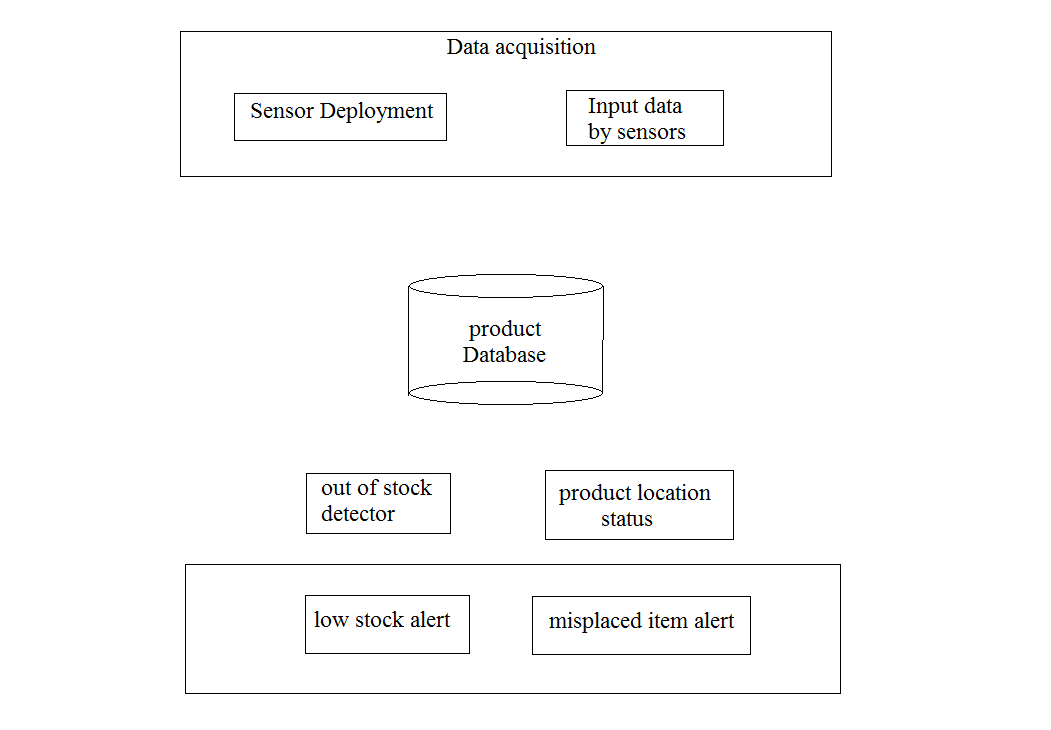 Data acquisition
Sensor Deployment
Input data
by sensors
product
Database
out of stock
detector
product location
status
low stock alert
misplaced item alert